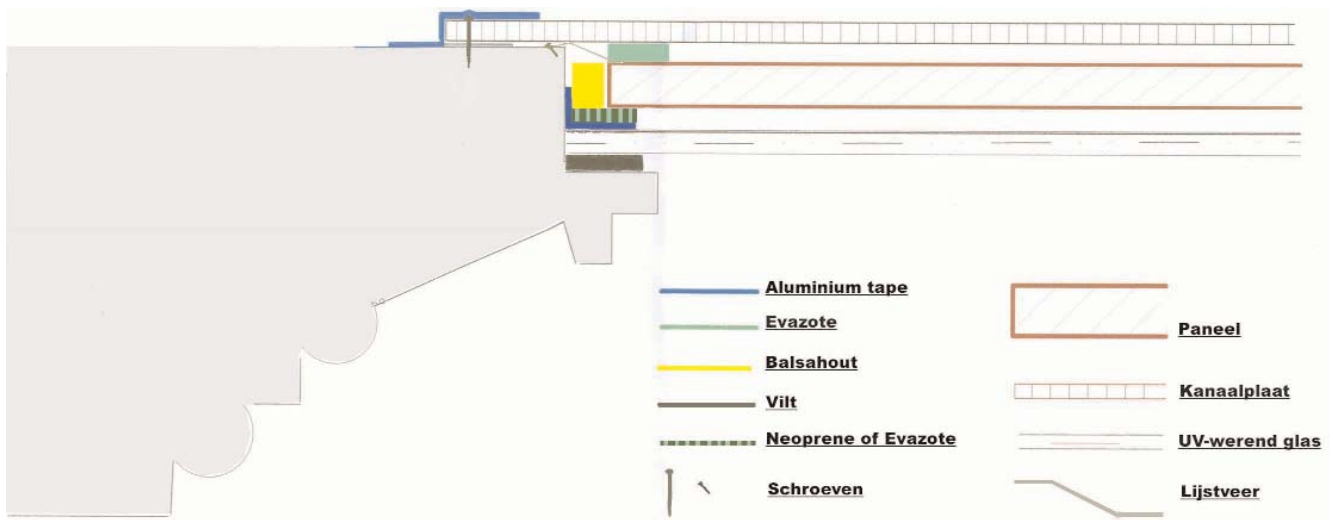 Aluminium tape
Evazote
Balsahout
Vilt
Neoprene of Evazote
Schroeven
Paneel
Kanaalplaat
UV-werend glas
Lijstveer